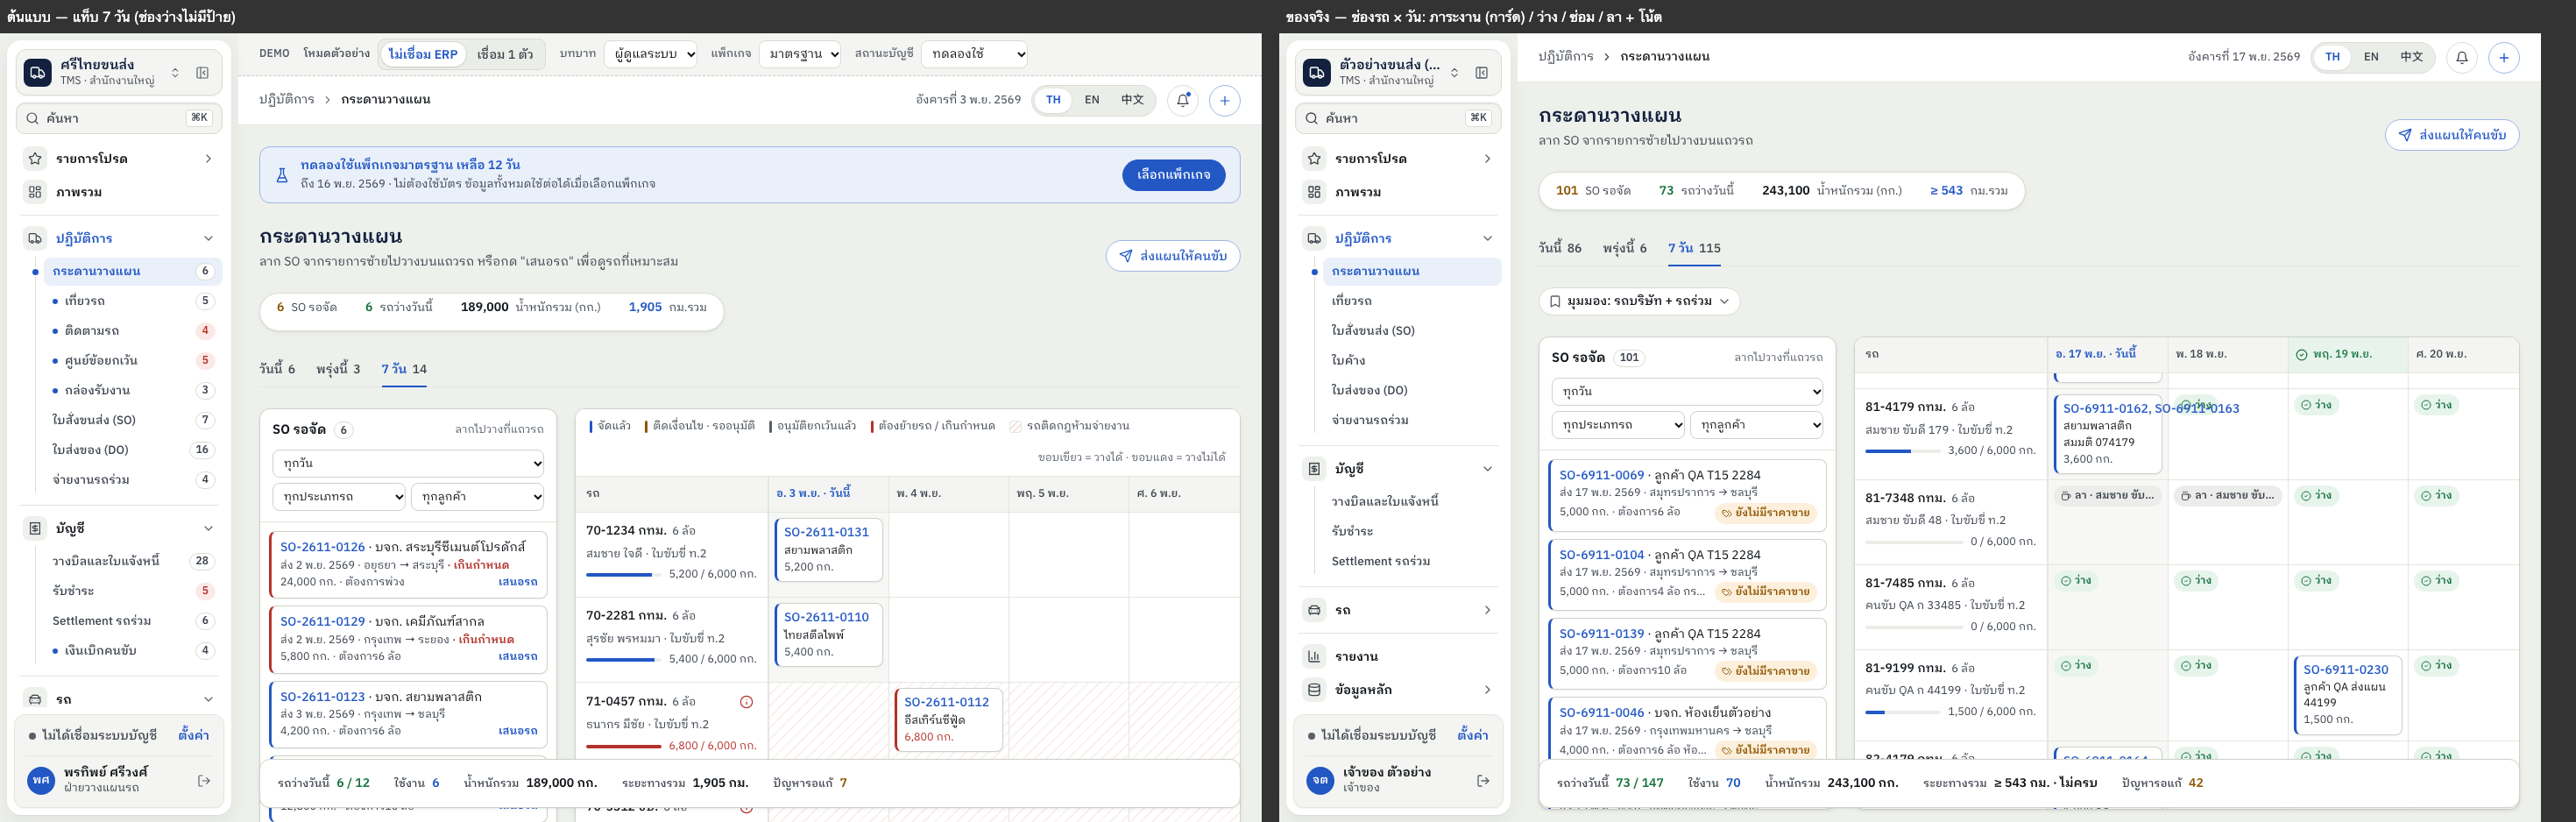 ต้นแบบ — แท็บ 7 วัน (ช่องว่างไม่มีป้าย)
ศรีไทยขนส่ง
TMS · สำนักงานใหญ่
ค้นหา ⌘K
รายการโปรด
ภาพรวม
ปฏิบัติการ
กระดานวางแผน 6
เที่ยวรถ 5
ติดตามรถ 4
ศูนย์ข้อยกเว้น 5
กล่องรับงาน 3
ใบสั่งขนส่ง (SO) 7
ใบส่งของ (DO) 16
จ่ายงานรถร่วม 4
บัญชี
วางบิลและใบแจ้งหนี้ 28
รับชำระ 5
Settlement รถร่วม 6
เงินเบิกคนขับ 4
รถ
ไม่ได้เชื่อมระบบบัญชี ตั้งค่า
พศ พรทิพย์ ศรีวงศ์
ฝ่ายวางแผนรถ
DEMO โหมดตัวอย่าง ไม่เชื่อม ERP เชื่อม 1 ตัว บทบาท ผู้ดูแลระบบ แพ็กเกจ มาตรฐาน สถานะบัญชี ทดลองใช้
ปฏิบัติการ > กระดานวางแผน อังคารที่ 3 พ.ย. 2569 TH EN 中文
ทดลองใช้แพ็กเกจมาตรฐาน เหลือ 12 วัน
ถึง 16 พ.ย. 2569 · ไม่ต้องใช้บัตร ข้อมูลทั้งหมดใช้ต่อได้เมื่อเลือกแพ็กเกจ
เลือกแพ็กเกจ
กระดานวางแผน
ลาก SO จากรายการซ้ายไปวางบนแถวรถ หรือกด "เสนอรถ" เพื่อดูรถที่เหมาะสม
ส่งแผนให้คนขับ
6 SO รอจัด 6 รถว่างวันนี้ 189,000 น้ำหนักรวม (กก.) 1,905 กม.รวม
วันนี้ 6 พรุ่งนี้ 3 7 วัน 14
SO รอจัด 6 ลากไปวางที่แถวรถ
ทุกวัน
ทุกประเภทรถ ทุกลูกค้า
SO-2611-0126 · บจก. สระบุรีซีเมนต์โปรดักส์
ส่ง 2 พ.ย. 2569 · อยุธยา → สระบุรี · เกินกำหนด
24,000 กก. · ต้องการพ่วง เสนอรถ
SO-2611-0129 · บจก. เคมีภัณฑ์สากล
ส่ง 2 พ.ย. 2569 · กรุงเทพ → ระยอง · เกินกำหนด
5,800 กก. · ต้องการ6 ล้อ เสนอรถ
SO-2611-0123 · บจก. สยามพลาสติก
ส่ง 3 พ.ย. 2569 · กรุงเทพ → ชลบุรี
4,200 กก. · ต้องการ6 ล้อ เสนอรถ
จัดแล้ว ติดเงื่อนไข · รออนุมัติ อนุมัติยกเว้นแล้ว ต้องย้ายรถ / เกินกำหนด รถติดกฎห้ามจ่ายงาน
ขอบเขียว = วางได้ · ขอบแดง = วางไม่ได้
รถ อ. 3 พ.ย. · วันนี้ พ. 4 พ.ย. พฤ. 5 พ.ย. ศ. 6 พ.ย.
70-1234 กทม. 6 ล้อ
สมชาย ใจดี · ใบขับขี่ ท.2
5,200 / 6,000 กก.
SO-2611-0131
สยามพลาสติก
5,200 กก.
70-2281 กทม. 6 ล้อ
สุรชัย พรหมมา · ใบขับขี่ ท.2
5,400 / 6,000 กก.
SO-2611-0110
ไทยสตีลไพพ์
5,400 กก.
71-0457 กทม. 6 ล้อ
ธนากร มีชัย · ใบขับขี่ ท.2
6,800 / 6,000 กก.
SO-2611-0112
อีสเทิร์นซีฟู้ด
6,800 กก.
รถว่างวันนี้ 6 / 12 ใช้งาน 6 น้ำหนักรวม 189,000 กก. ระยะทางรวม 1,905 กม. ปัญหารอแก้ 7
ของจริง — ช่องรถ × วัน: ภาระงาน (การ์ด) / ว่าง / ซ่อม / ลา + โน้ต
ตัวอย่างขนส่ง (...
TMS · สำนักงานใหญ่
ค้นหา ⌘K
รายการโปรด
ภาพรวม
ปฏิบัติการ
กระดานวางแผน
เที่ยวรถ
ใบสั่งขนส่ง (SO)
ใบค้าง
ใบส่งของ (DO)
จ่ายงานรถร่วม
บัญชี
วางบิลและใบแจ้งหนี้
รับชำระ
Settlement รถร่วม
รถ
รายงาน
ข้อมูลหลัก
ไม่ได้เชื่อมระบบบัญชี ตั้งค่า
จต เจ้าของ ตัวอย่าง
เจ้าของ
ปฏิบัติการ > กระดานวางแผน อังคารที่ 17 พ.ย. 2569 TH EN 中文
กระดานวางแผน
ลาก SO จากรายการซ้ายไปวางบนแถวรถ
ส่งแผนให้คนขับ
101 SO รอจัด 73 รถว่างวันนี้ 243,100 น้ำหนักรวม (กก.) ≥ 543 กม.รวม
วันนี้ 86 พรุ่งนี้ 6 7 วัน 115
มุมมอง: รถบริษัท + รถร่วม
SO รอจัด 101 ลากไปวางที่แถวรถ
ทุกวัน
ทุกประเภทรถ ทุกลูกค้า
SO-6911-0069 · ลูกค้า QA T15 2284
ส่ง 17 พ.ย. 2569 · สมุทรปราการ → ชลบุรี
5,000 กก. · ต้องการ6 ล้อ ยังไม่มีราคาขาย
SO-6911-0104 · ลูกค้า QA T15 2284
ส่ง 17 พ.ย. 2569 · สมุทรปราการ → ชลบุรี
5,000 กก. · ต้องการ4 ล้อ กร... ยังไม่มีราคาขาย
SO-6911-0139 · ลูกค้า QA T15 2284
ส่ง 17 พ.ย. 2569 · สมุทรปราการ → ชลบุรี
5,000 กก. · ต้องการ10 ล้อ ยังไม่มีราคาขาย
SO-6911-0046 · บจก. ห้องเย็นตัวอย่าง
ส่ง 17 พ.ย. 2569 · กรุงเทพมหานคร → ชลบุรี
4,000 กก. · ต้องการ6 ล้อ ห้อ... ยังไม่มีราคาขาย
รถ อ. 17 พ.ย. · วันนี้ พ. 18 พ.ย. พฤ. 19 พ.ย. ศ. 20 พ.ย.
81-4179 กทม. 6 ล้อ
สมชาย ขับดี 179 · ใบขับขี่ ท.2
3,600 / 6,000 กก.
SO-6911-0162, SO-6911-0163
สยามพลาสติก
สมมติ 074179
3,600 กก.
ว่าง ว่าง ว่าง
81-7348 กทม. 6 ล้อ
สมชาย ขับดี 48 · ใบขับขี่ ท.2
0 / 6,000 กก.
ลา · สมชาย ขับ... ลา · สมชาย ขับ... ว่าง ว่าง
81-7485 กทม. 6 ล้อ
คนขับ QA ก 33485 · ใบขับขี่ ท.2
0 / 6,000 กก.
ว่าง ว่าง ว่าง ว่าง
81-9199 กทม. 6 ล้อ
คนขับ QA ก 44199 · ใบขับขี่ ท.2
1,500 / 6,000 กก.
ว่าง ว่าง
SO-6911-0230
ลูกค้า QA ส่งแผน
44199
1,500 กก.
ว่าง
รถว่างวันนี้ 73 / 147 ใช้งาน 70 น้ำหนักรวม 243,100 กก. ระยะทางรวม ≥ 543 กม. · ไม่ครบ ปัญหารอแก้ 42